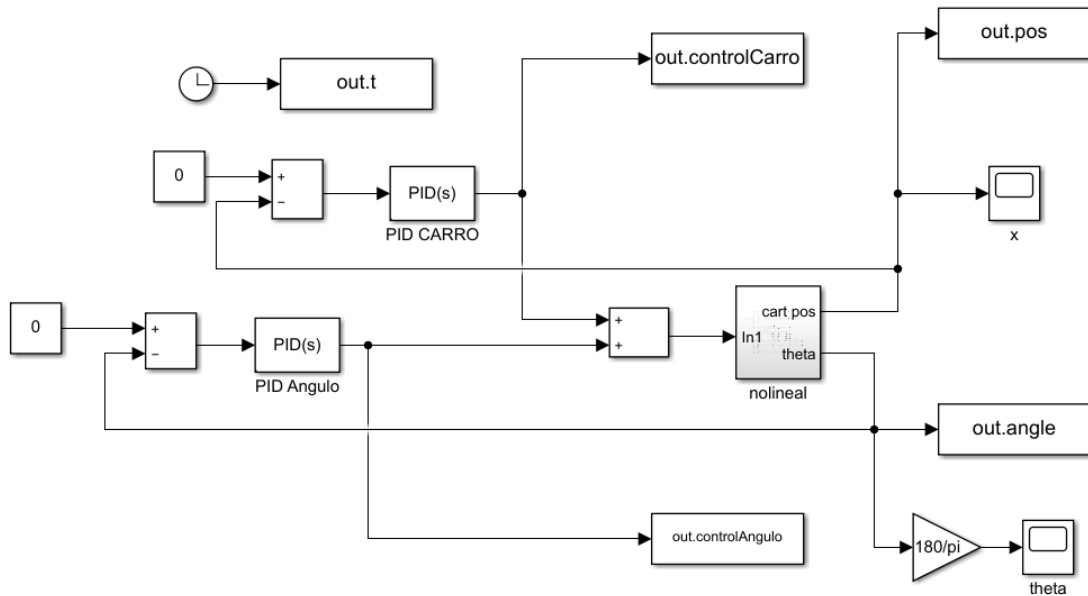 out.pos
out.controlCarro
out.t
0
+
−
PID(s)
PID CARRO
x
0
+
−
PID(s)
PID Angulo
+
+
In1
cart pos
theta
nolineal
out.angle
out.controlAngulo
180/pi
theta